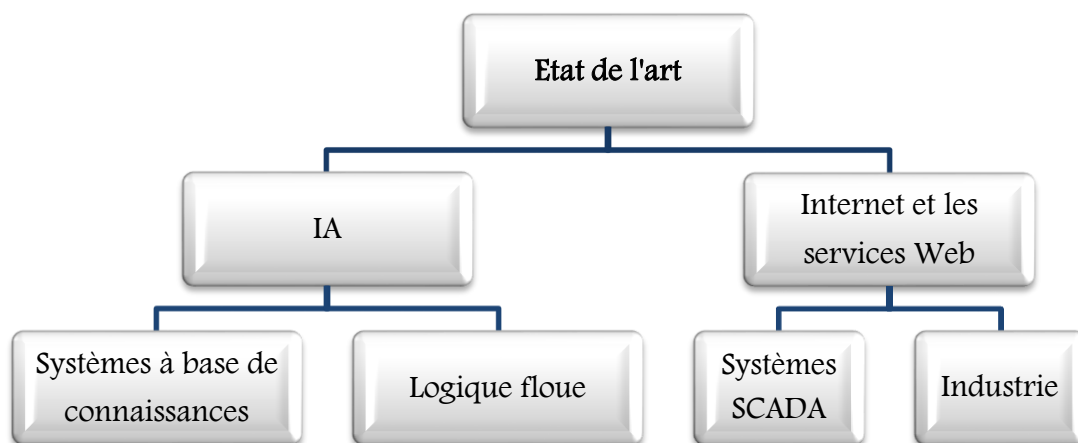 Etat de l'art
IA
Internet et les
services Web
Systèmes à base de
connaissances
Logique floue
Systèmes
SCADA
Industrie